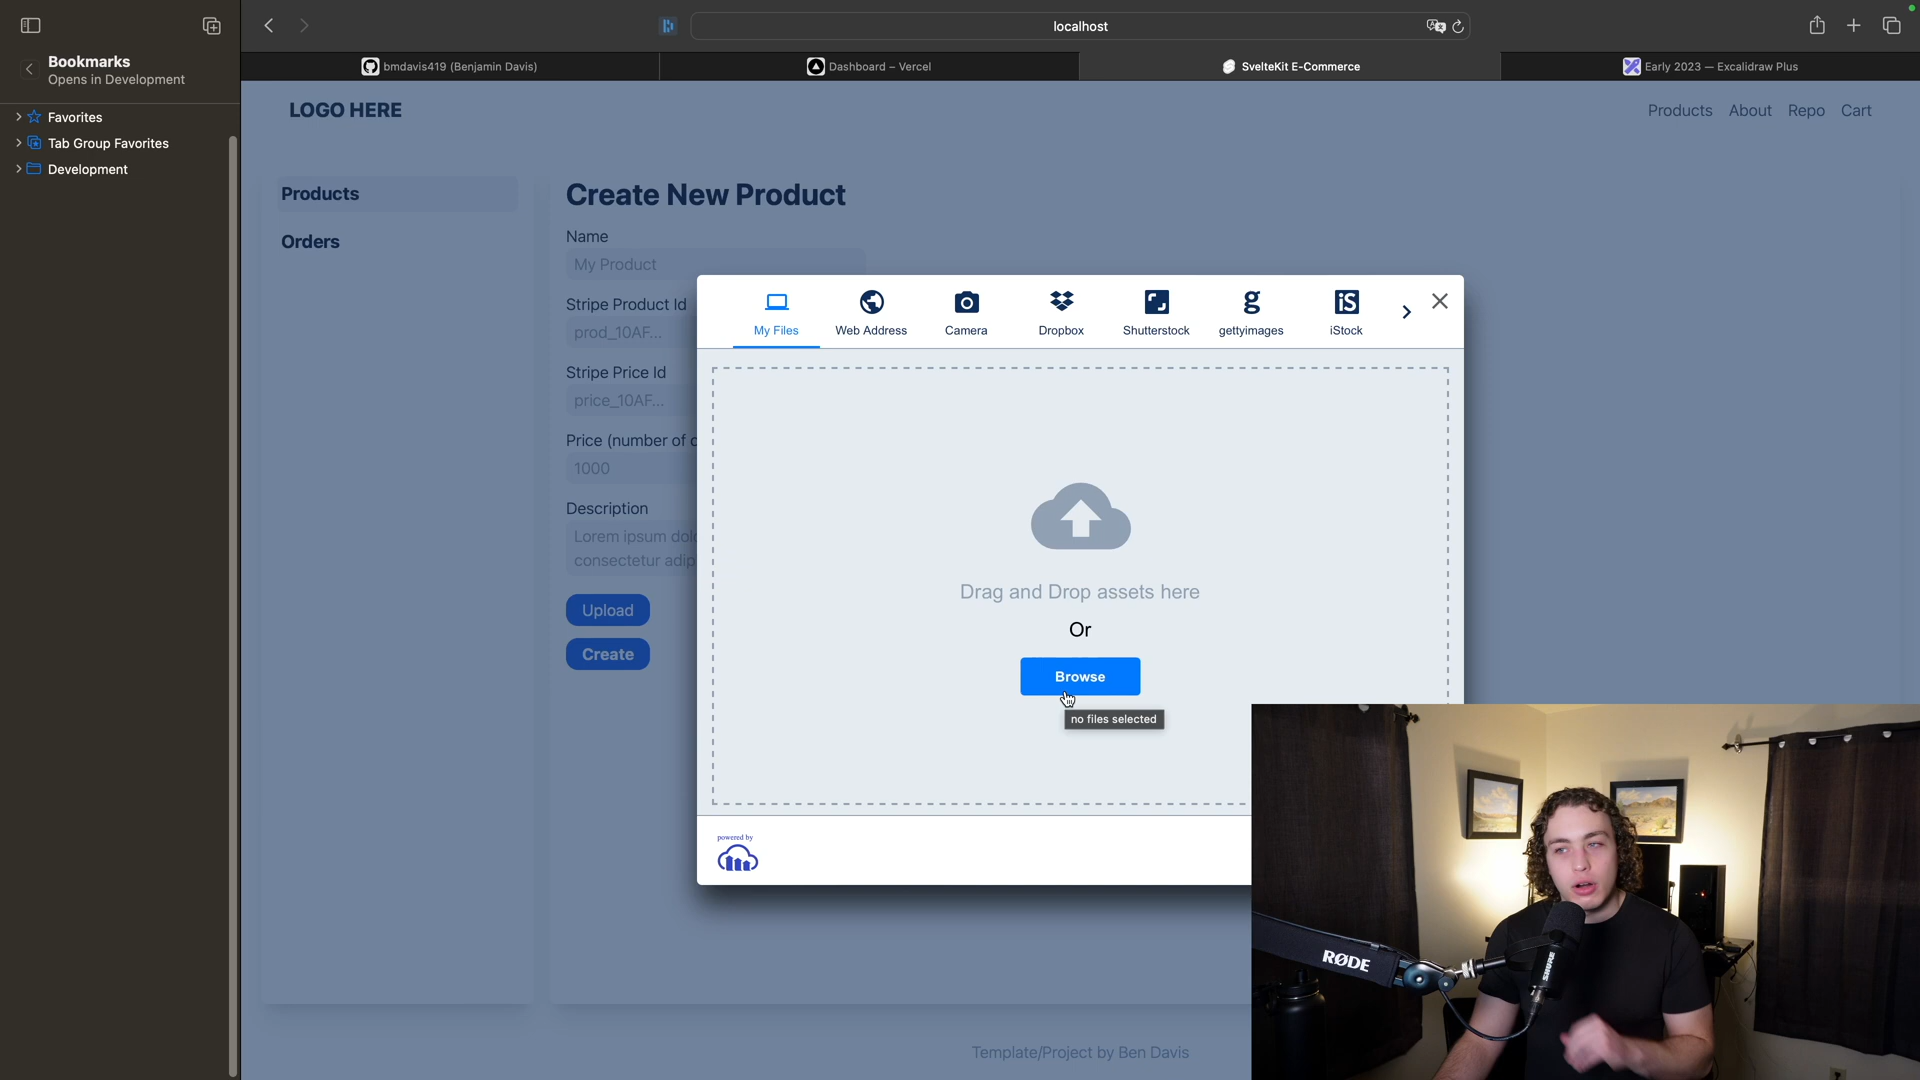 Bookmarks
Opens in Development
Favorites
Tab Group Favorites
Development
localhost
bmdavis419 (Benjamin Davis)
Dashboard – Vercel
SvelteKit E-Commerce
Early 2023 — Excalidraw Plus
LOGO HERE
Products
About
Repo
Cart
Products
Orders
Create New Product
Name
My Product
Stripe Product Id
prod_10AF...
Stripe Price Id
price_10AF...
Price (number of
1000
Description
Lorem ipsum
consectetur adip
Upload
Create
My Files
Web Address
Camera
Dropbox
Shutterstock
gettyimages
iStock
Drag and Drop assets here
Or
Browse
no files selected
powered by
Template/Project by Ben Davis
RØDE
SHURE